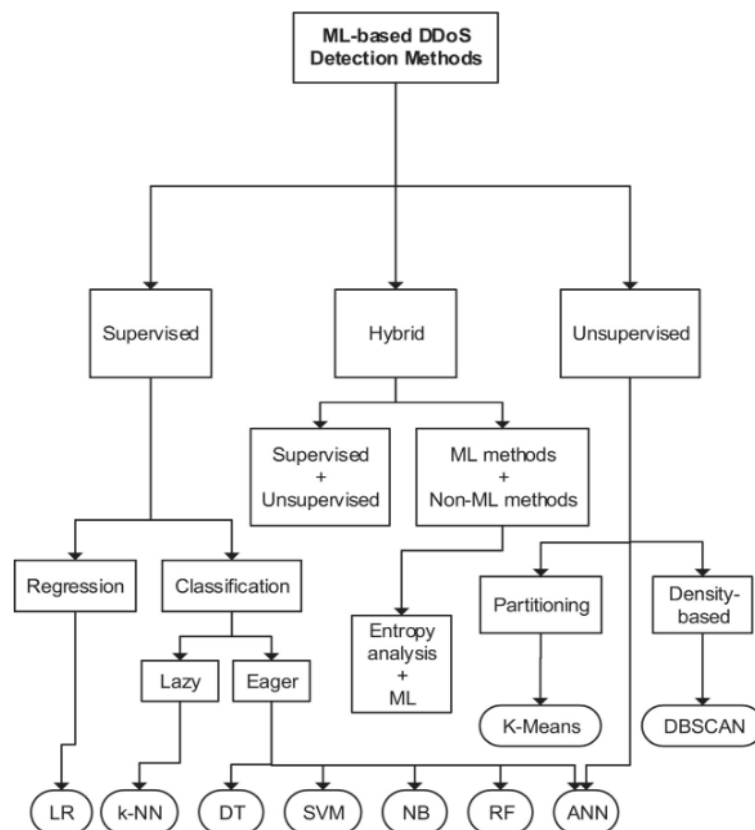 ML-based DDoS
Detection Methods
Supervised
Hybrid
Unsupervised
Supervised
+
Unsupervised
ML methods
+
Non-ML methods
Regression
Classification
Partitioning
Density-
based
Entropy
analysis
+
ML
Lazy
Eager
K-Means
DBSCAN
LR
k-NN
DT
SVM
NB
RF
ANN